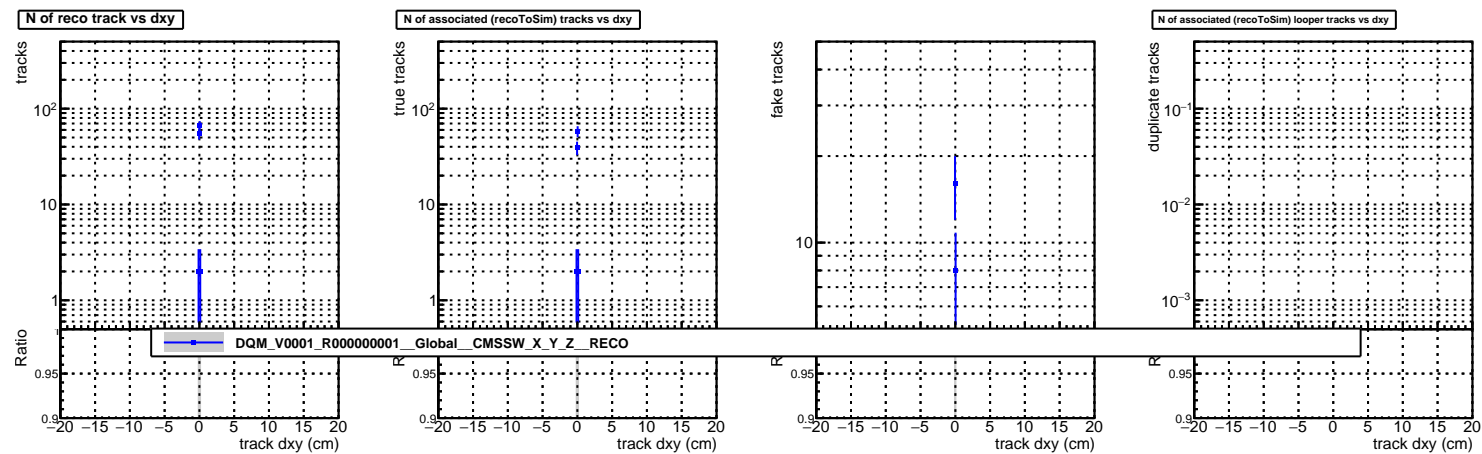 N of reco track vs dxy
N of associated (recoToSim) tracks vs dxy
N of associated (recoToSim) looper tracks vs dxy
tracks
10²
10
1
Ratio
0.95
0.9
−20 −15 −10 −5 0 5 10 15 20
track dxy (cm)
true tracks
10²
10
1
0.95
0.9
−20 −15 −10 −5 0 5 10 15 20
track dxy (cm)
fake tracks
10
0.95
0.9
−20 −15 −10 −5 0 5 10 15 20
track dxy (cm)
duplicate tracks
10⁻¹
10⁻²
10⁻³
0.95
0.9
−20 −15 −10 −5 0 5 10 15 20
track dxy (cm)
DQM_V0001_R000000001__Global__CMSSW_X_Y_Z__RECO